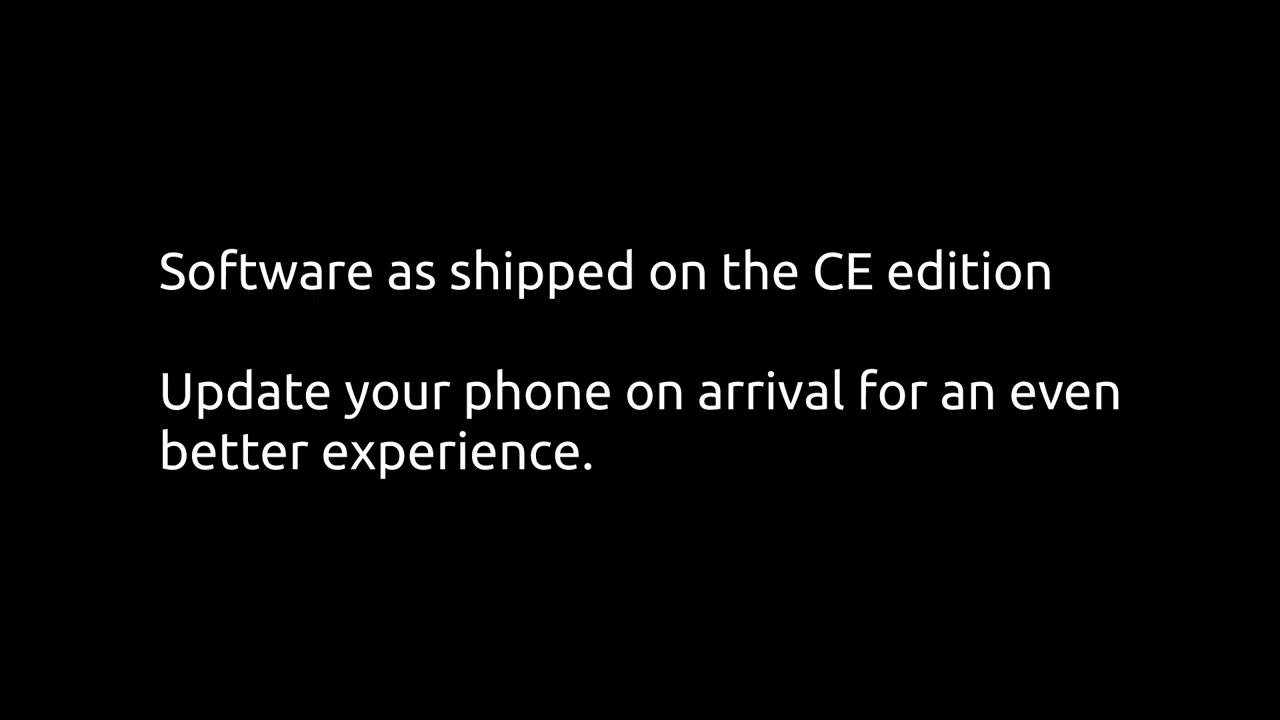 Software as shipped on the CE edition
Update your phone on arrival for an even
better experience.